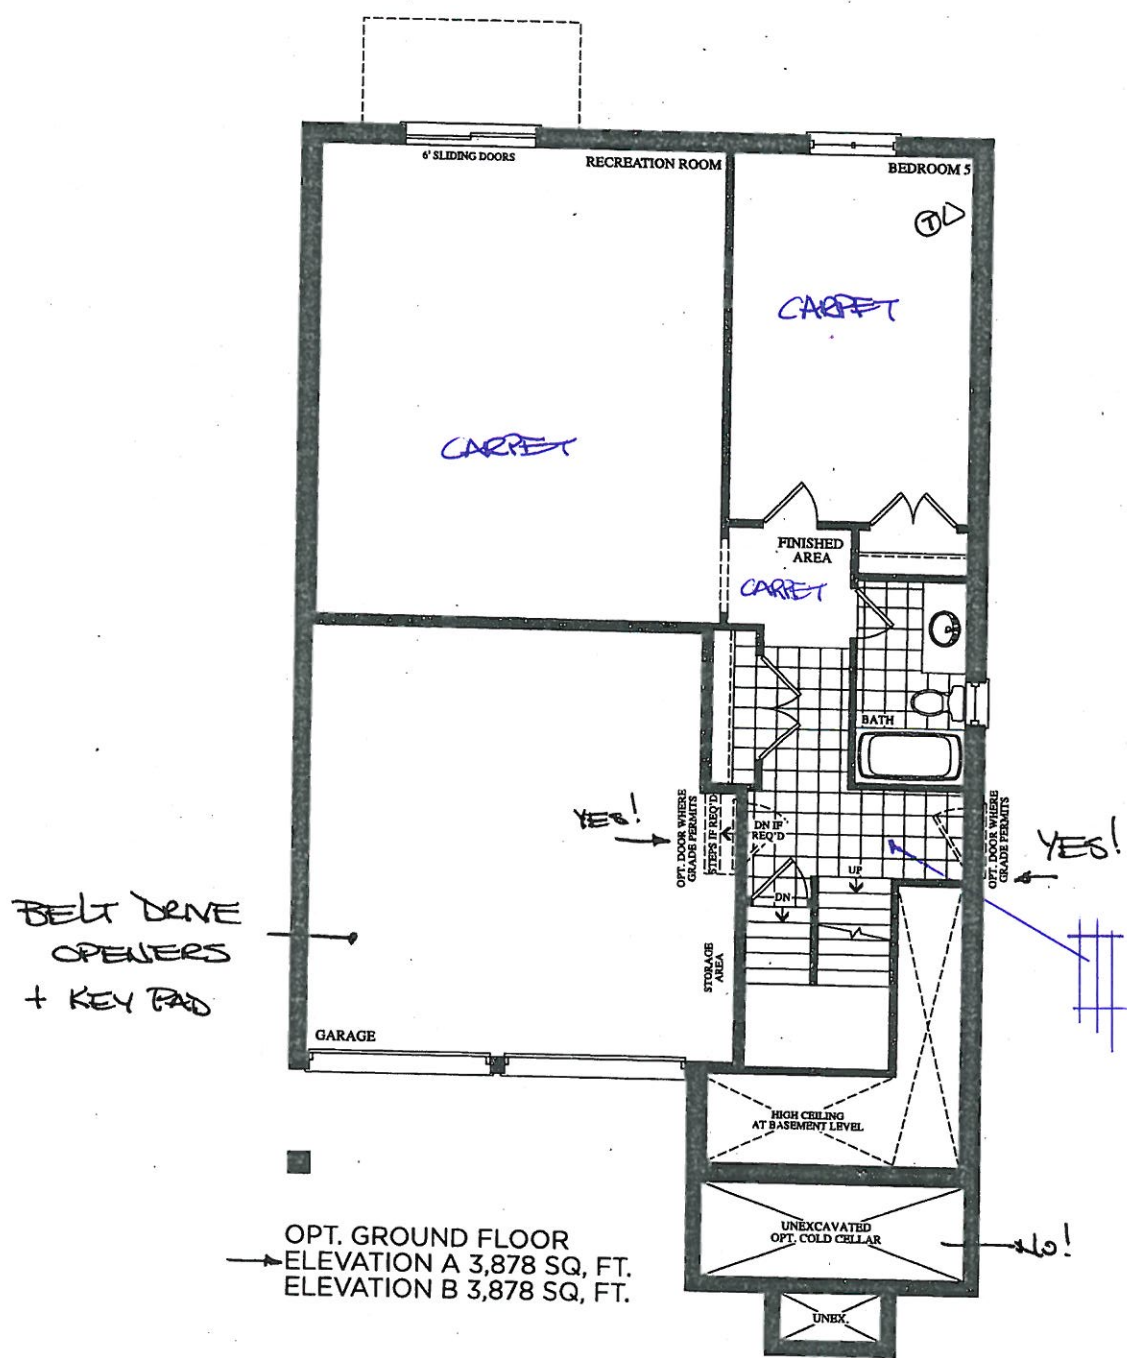 6' SLIDING DOORS
RECREATION ROOM
BEDROOM 5
T
CARPET
CARPET
FINISHED
AREA
CARPET
BATH
YES!
OPT. DOOR WHERE
GRADE PERMITS
STEPS IF REQ'D
DN IF
REQ'D
OPT. DOOR WHERE
GRADE PERMITS
YES!
UP
DN
BELT DRIVE
OPENERS
+ KEY PAD
STORAGE
AREA
GARAGE
HIGH CEILING
AT BASEMENT LEVEL
UNEXCAVATED
OPT. COLD CELLAR
NO!
OPT. GROUND FLOOR
ELEVATION A 3,878 SQ, FT.
ELEVATION B 3,878 SQ, FT.
UNEX.